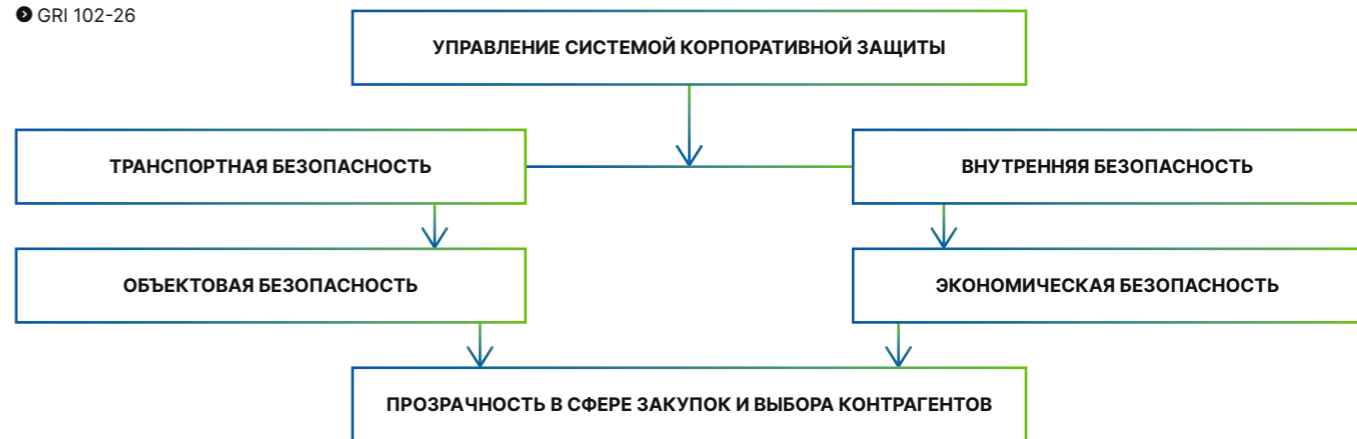 GRI 102-26
УПРАВЛЕНИЕ СИСТЕМОЙ КОРПОРАТИВНОЙ ЗАЩИТЫ
ТРАНСПОРТНАЯ БЕЗОПАСНОСТЬ
ВНУТРЕННЯЯ БЕЗОПАСНОСТЬ
ОБЪЕКТОВАЯ БЕЗОПАСНОСТЬ
ЭКОНОМИЧЕСКАЯ БЕЗОПАСНОСТЬ
ПРОЗРАЧНОСТЬ В СФЕРЕ ЗАКУПОК И ВЫБОРА КОНТРАГЕНТОВ